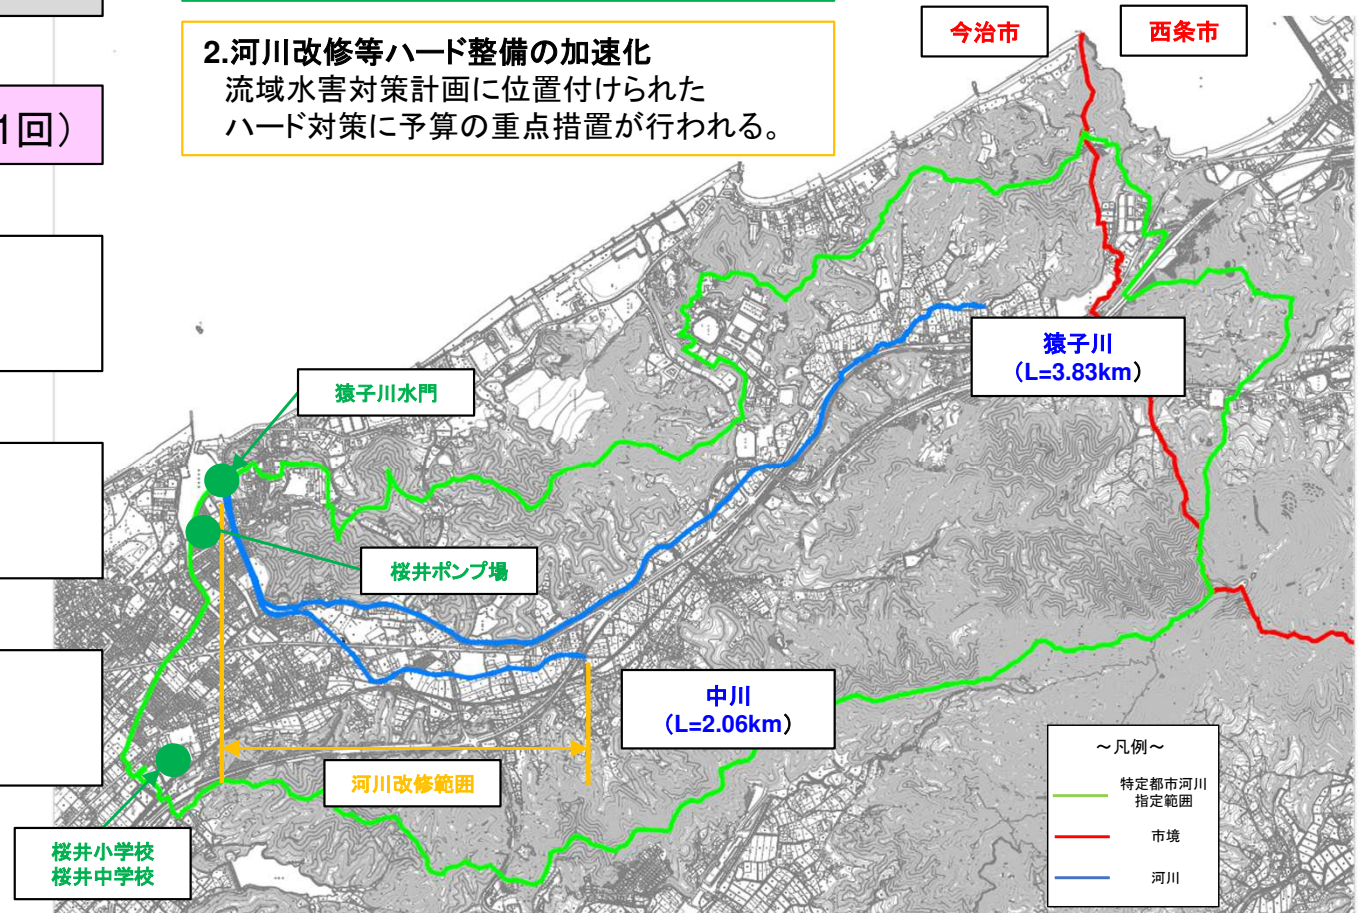 1回）
2.河川改修等ハード整備の加速化
流域水害対策計画に位置付けられた
ハード対策に予算の重点措置が行われる。
今治市
西条市
猿子川
（L=3.83km）
猿子川水門
桜井ポンプ場
中川
（L=2.06km）
河川改修範囲
桜井小学校
桜井中学校
～凡例～
特定都市河川
指定範囲
市境
河川